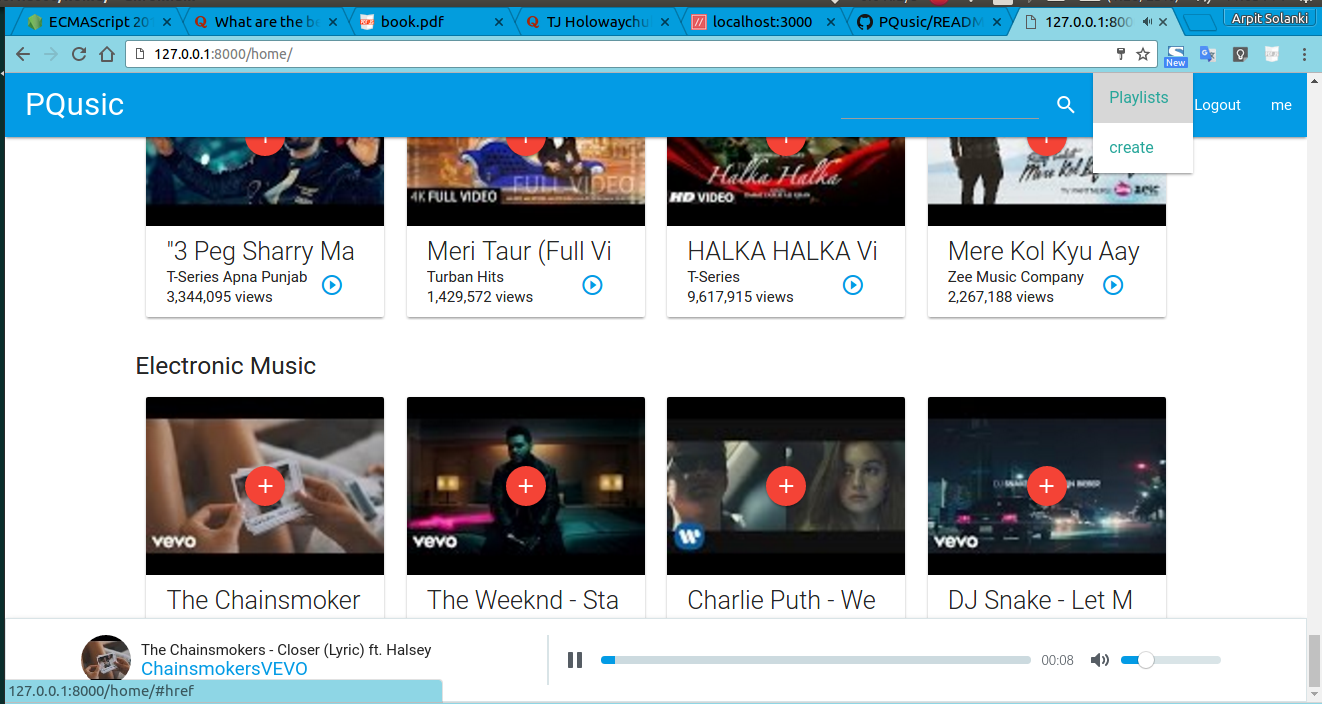 ECMAScript 20
What are the be
book.pdf
TJ Holowaychuk
localhost:3000
PQusic/READM
127.0.0.1:800
Arpit Solanki
127.0.0.1:8000/home/
New
PQusic
Playlists
Logout
me
create
FULL VIDEO
4K FULL VIDEO
Halka Halka
HD VIDEO
Mere Kol
zeic
"3 Peg Sharry Ma
T-Series Apna Punjab
3,344,095 views
Meri Taur (Full Vi
Turban Hits
1,429,572 views
HALKA HALKA Vi
T-Series
9,617,915 views
Mere Kol Kyu Aay
Zee Music Company
2,267,188 views
Electronic Music
vevo
vevo
vevo
The Chainsmoker
The Weeknd - Sta
Charlie Puth - We
DJ Snake - Let M
The Chainsmokers - Closer (Lyric) ft. Halsey
ChainsmokersVEVO
00:08
127.0.0.1:8000/home/#href